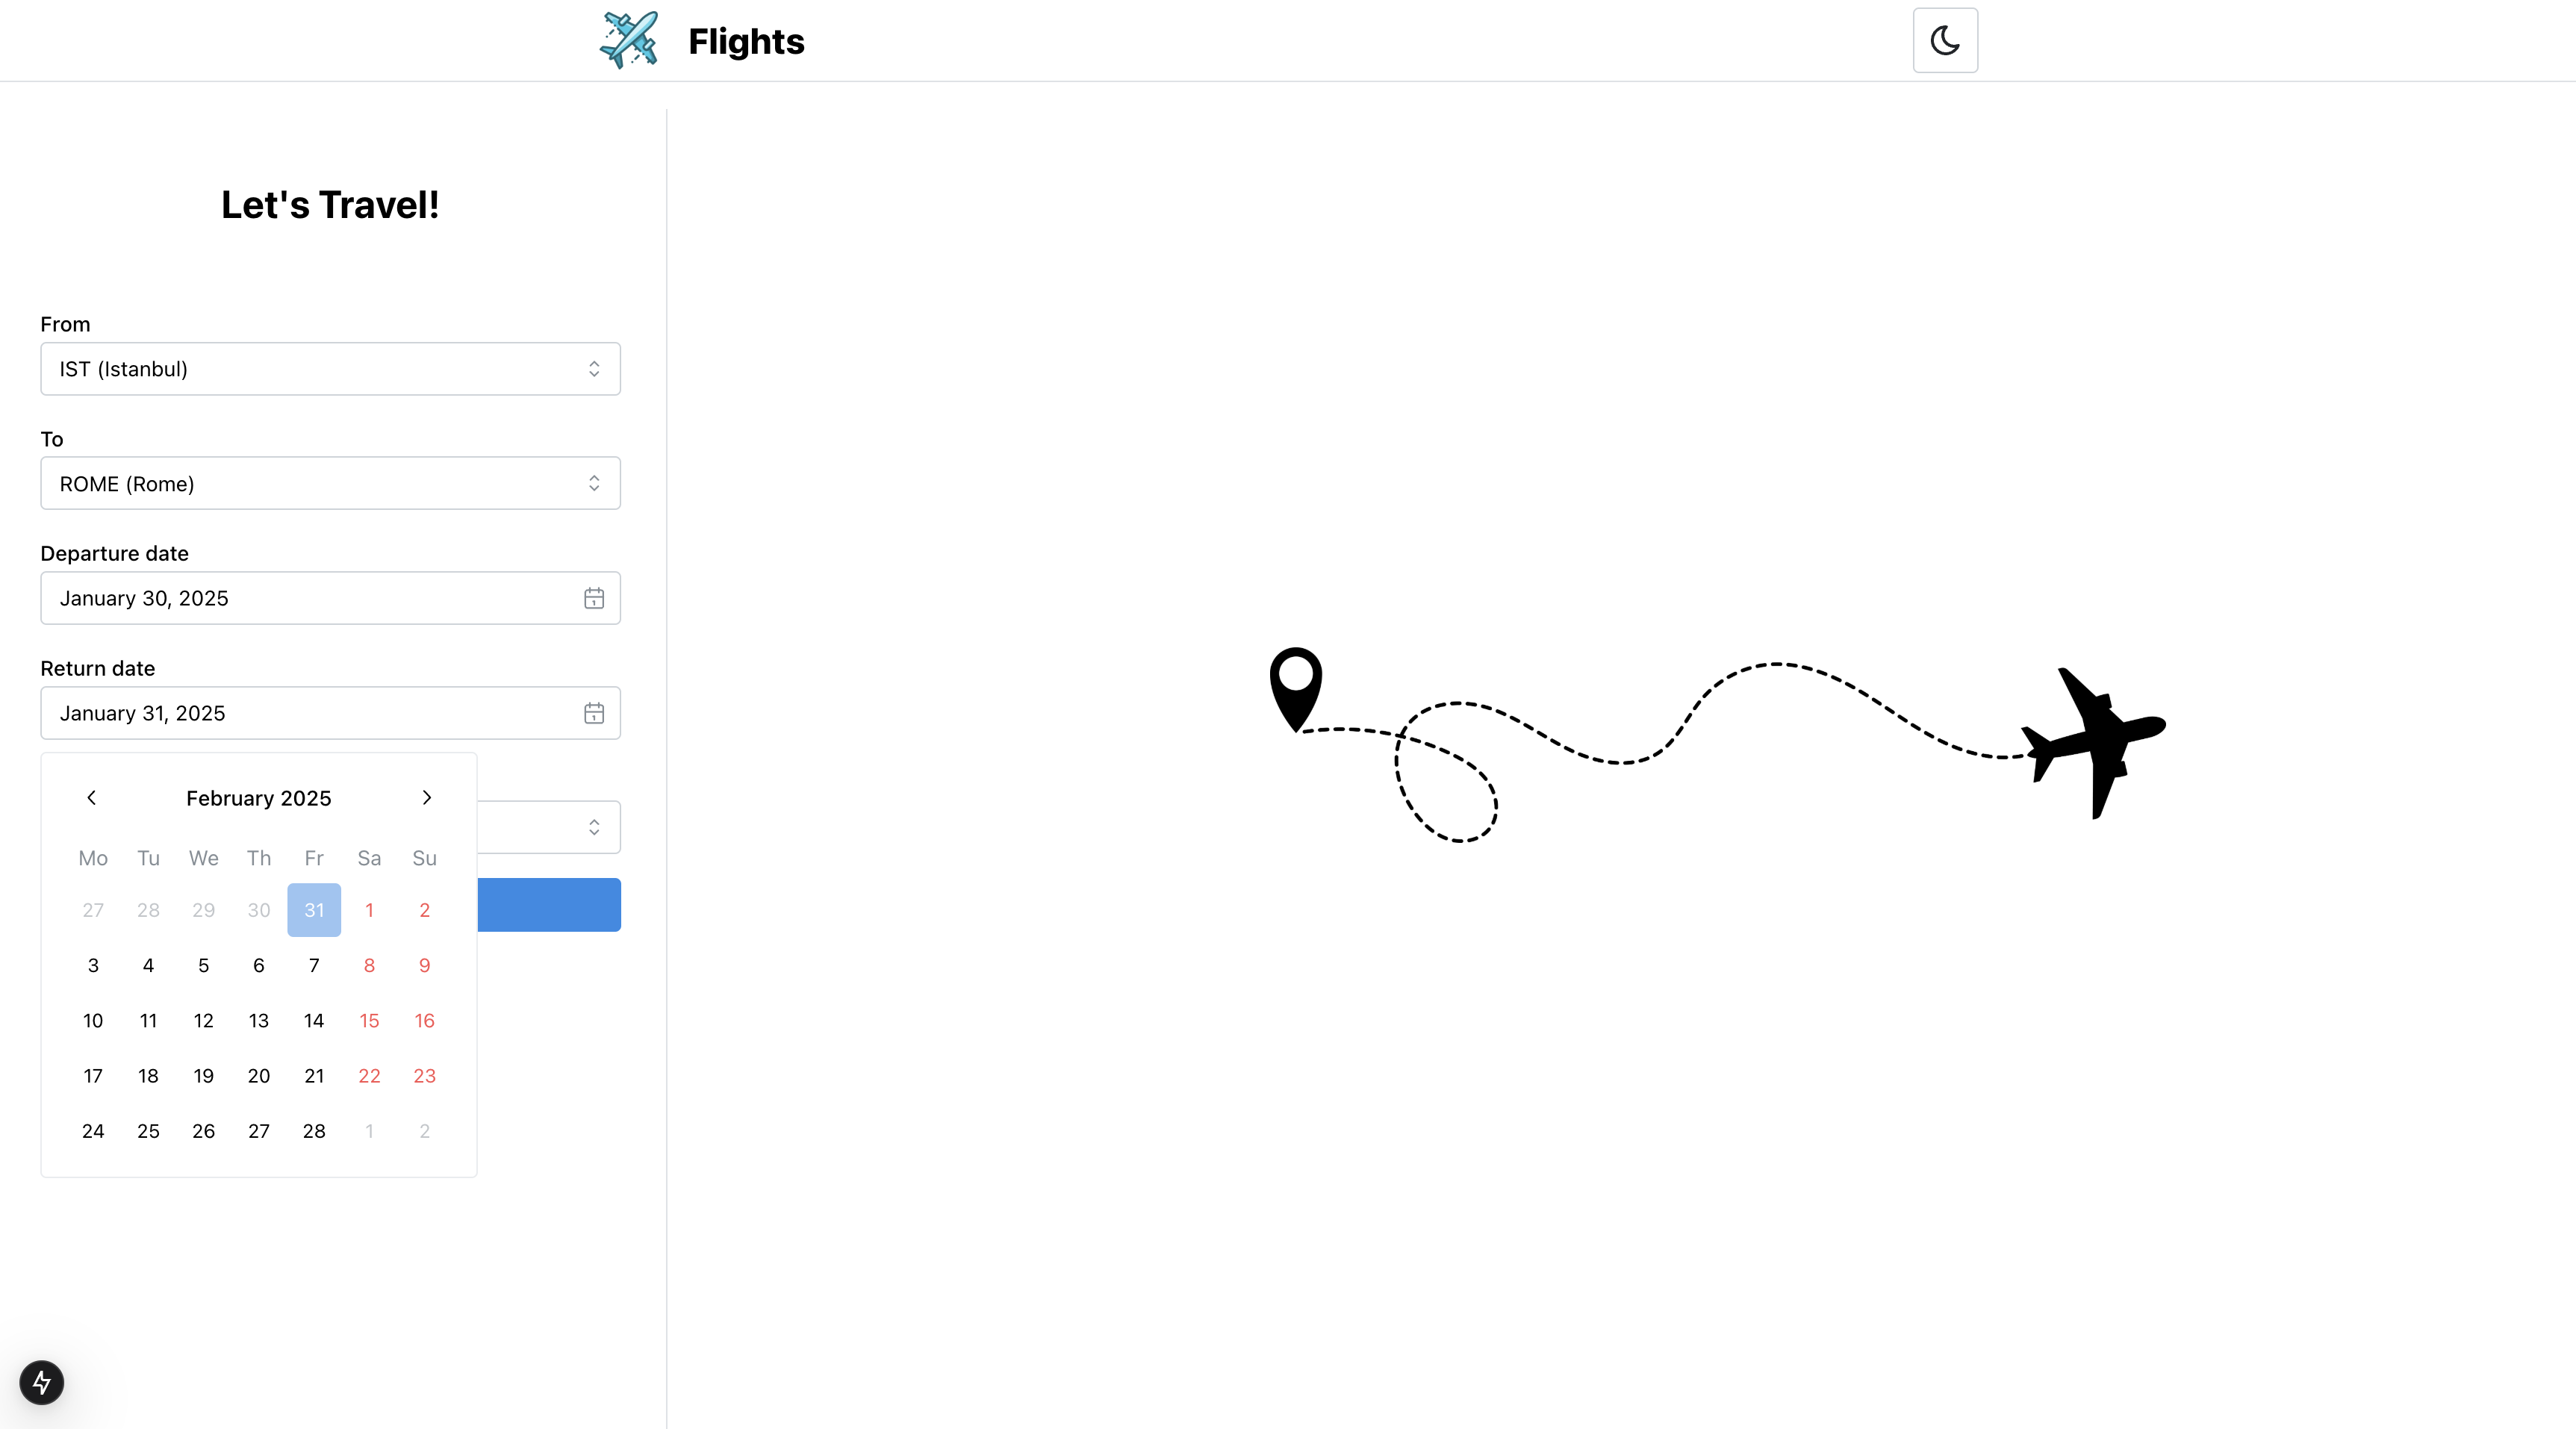 Flights
Let's Travel!
From
IST (Istanbul)
To
ROME (Rome)
Departure date
January 30, 2025
Return date
January 31, 2025
February 2025
Mo Tu We Th Fr Sa Su
27 28 29 30 31 1 2
3 4 5 6 7 8 9
10 11 12 13 14 15 16
17 18 19 20 21 22 23
24 25 26 27 28 1 2